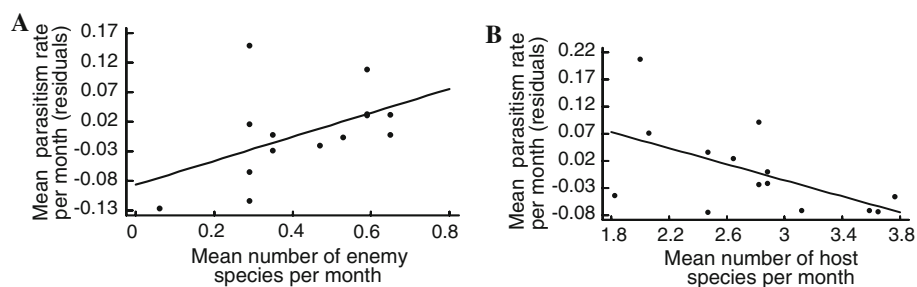 A
Mean parasitism rate
per month (residuals)
0.17
0.12
0.07
0.02
-0.03
-0.08
-0.13
0
0.2
0.4
0.6
0.8
Mean number of enemy
species per month
B
Mean parasitism rate
per month (residuals)
0.22
0.17
0.12
0.07
0.02
-0.03
-0.08
1.8
2.2
2.6
3
3.4
3.8
Mean number of host
species per month